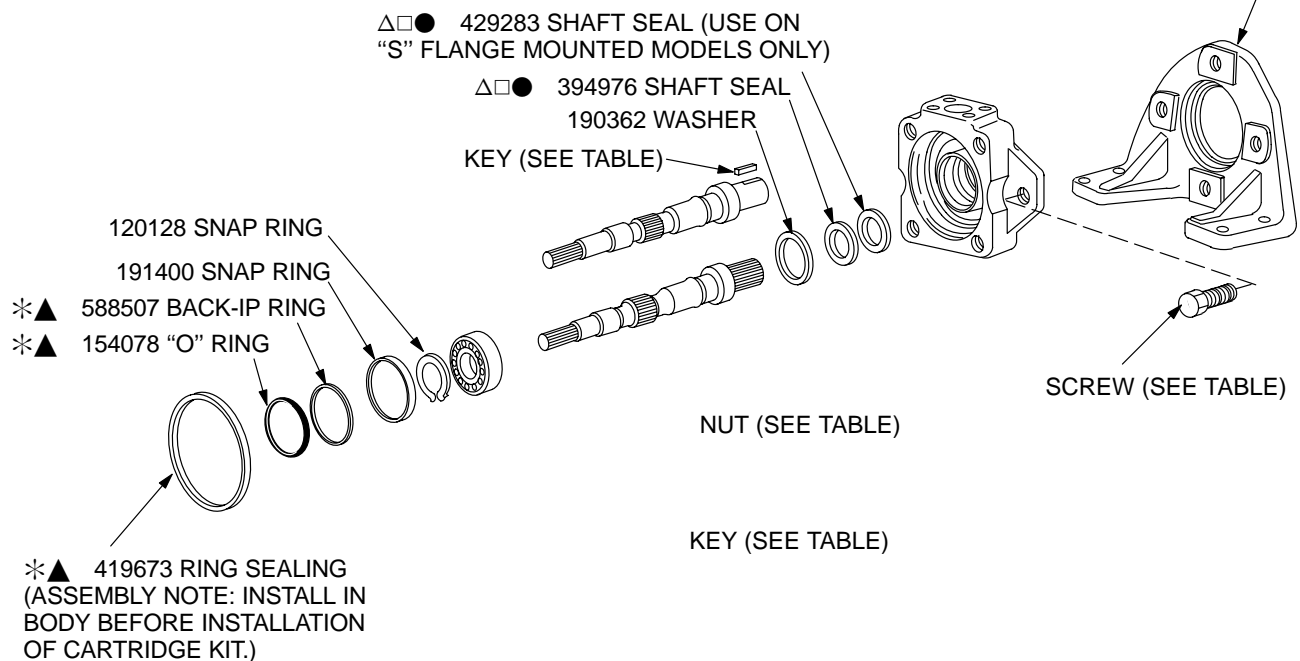 △□● 429283 SHAFT SEAL (USE ON
“S” FLANGE MOUNTED MODELS ONLY)
△□● 394976 SHAFT SEAL
190362 WASHER
KEY (SEE TABLE)
120128 SNAP RING
191400 SNAP RING
✳▲ 588507 BACK-IP RING
✳▲ 154078 “O” RING
SCREW (SEE TABLE)
NUT (SEE TABLE)
KEY (SEE TABLE)
✳▲ 419673 RING SEALING
(ASSEMBLY NOTE: INSTALL IN
BODY BEFORE INSTALLATION
OF CARTRIDGE KIT.)